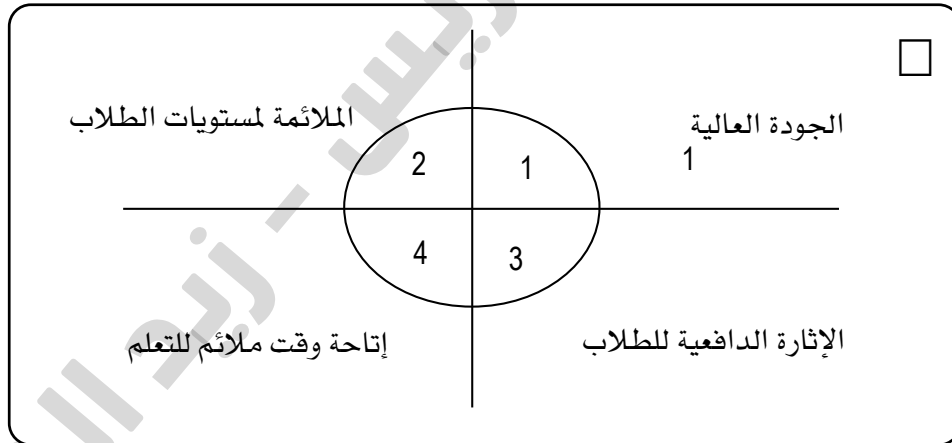 الجودة العالية
1
الملائمة لمستويات الطلاب
1
2
3
4
الإثارة الدافعية للطلاب
إتاحة وقت ملائم للتعلم